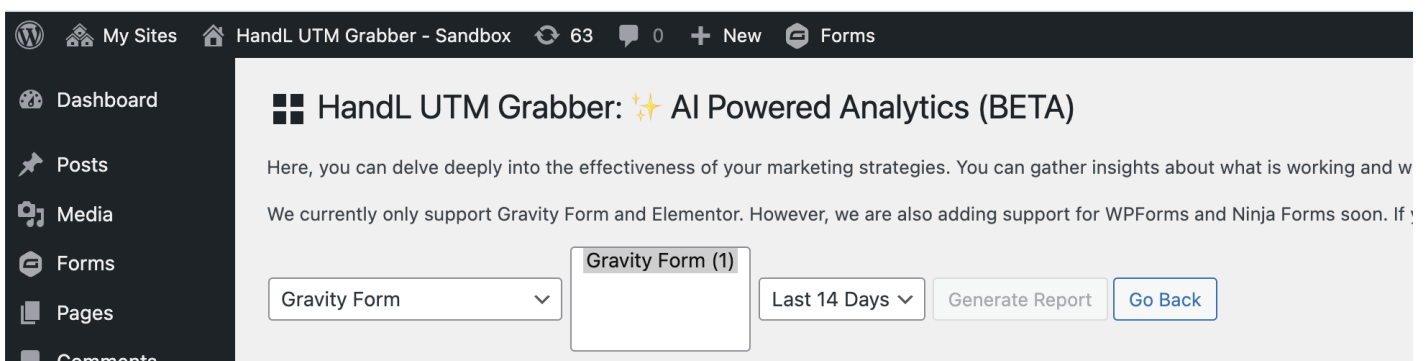 My Sites HandL UTM Grabber - Sandbox 63 0 New Forms
Dashboard
Posts
Media
Forms
Pages
Comments
HandL UTM Grabber: ✨ AI Powered Analytics (BETA)
Here, you can delve deeply into the effectiveness of your marketing strategies. You can gather insights about what is working and w
We currently only support Gravity Form and Elementor. However, we are also adding support for WPForms and Ninja Forms soon. If
Gravity Form (1)
Gravity Form Last 14 Days Generate Report Go Back